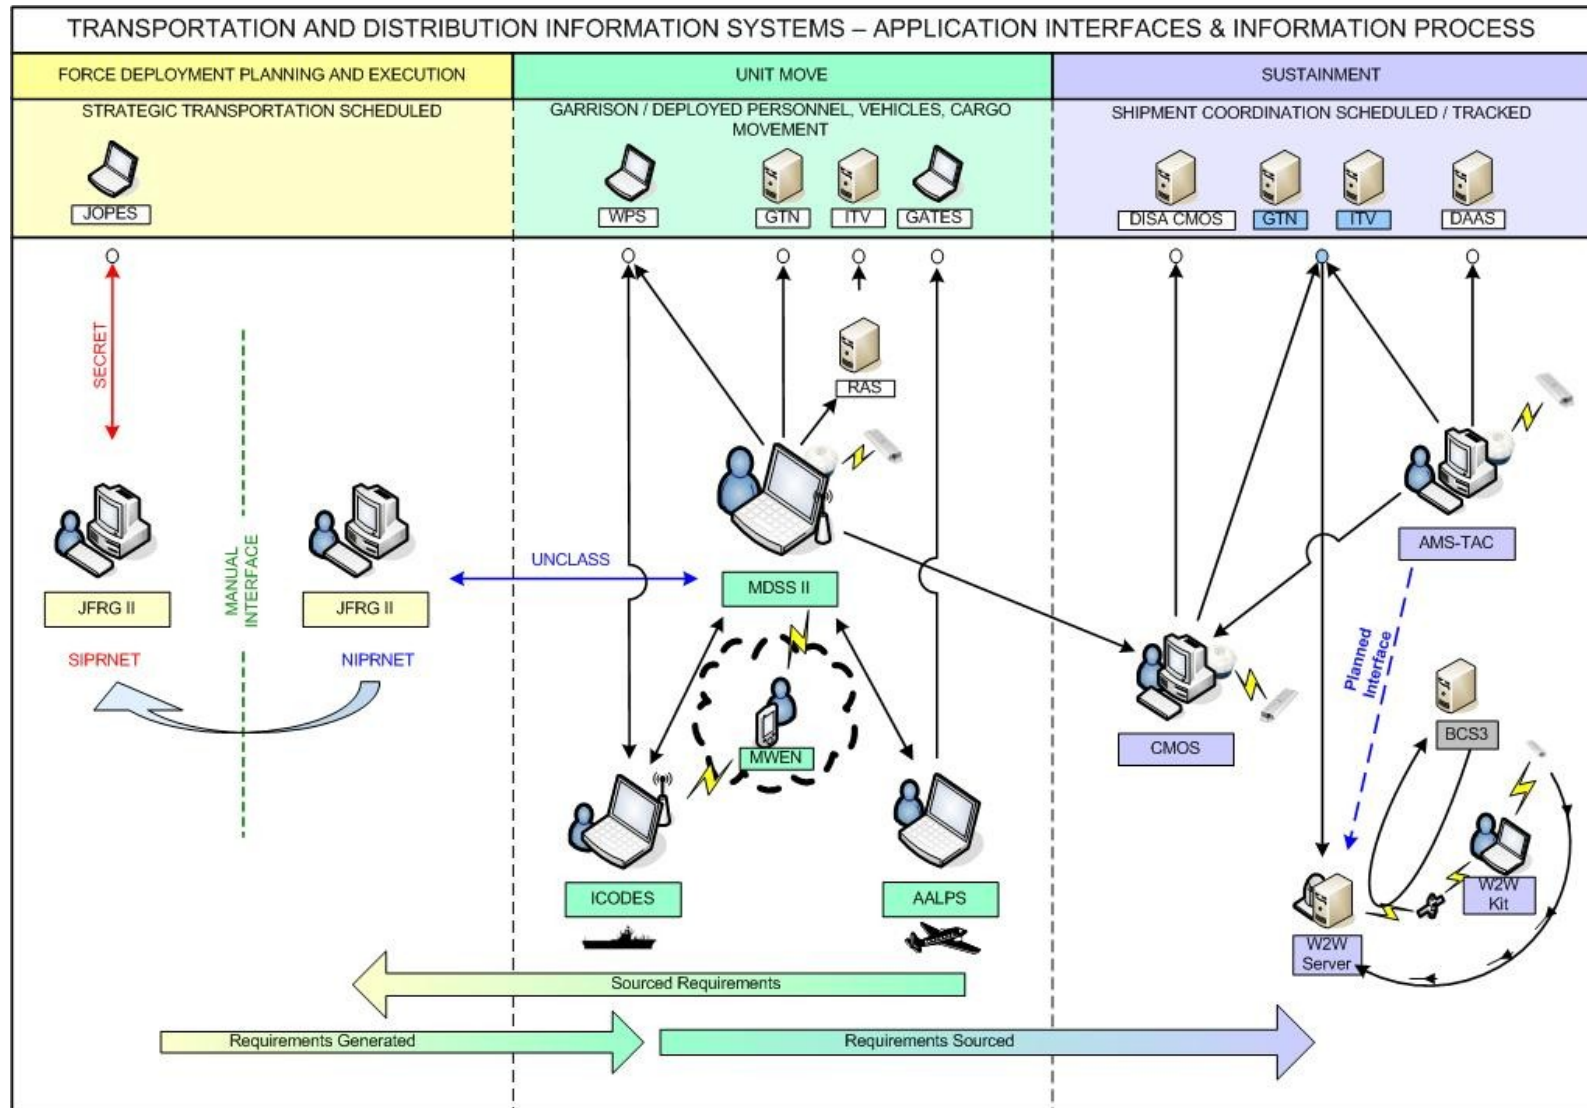 TRANSPORTATION AND DISTRIBUTION INFORMATION SYSTEMS – APPLICATION INTERFACES & INFORMATION PROCESS
FORCE DEPLOYMENT PLANNING AND EXECUTION
UNIT MOVE
SUSTAINMENT
STRATEGIC TRANSPORTATION SCHEDULED
GARRISON / DEPLOYED PERSONNEL, VEHICLES, CARGO
MOVEMENT
SHIPMENT COORDINATION SCHEDULED / TRACKED
JOPES
WPS
GTN
ITV
GATES
DISA CMOS
GTN
ITV
DAAS
SECRET
RAS
MANUAL
INTERFACE
UNCLASS
AMS-TAC
JFRG II
JFRG II
MDSS II
SIPRNET
NIPRNET
Planned
Interface
BCS3
CMOS
MWEN
ICODES
AALPS
W2W
Kit
W2W
Server
Sourced Requirements
Requirements Generated
Requirements Sourced